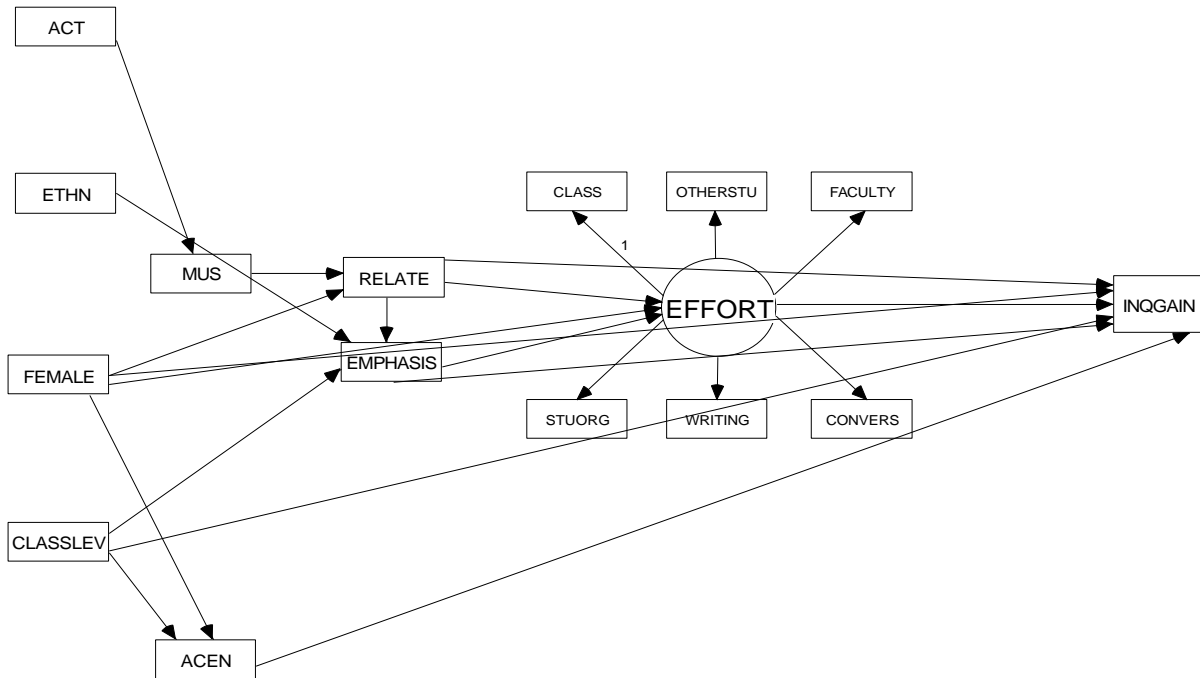 ACT
ETHN
CLASS
OTHERSTU
FACULTY
1
MUS
RELATE
EFFORT
INQGAIN
FEMALE
EMPHASIS
STUORG
WRITING
CONVERS
CLASSLEV
ACEN